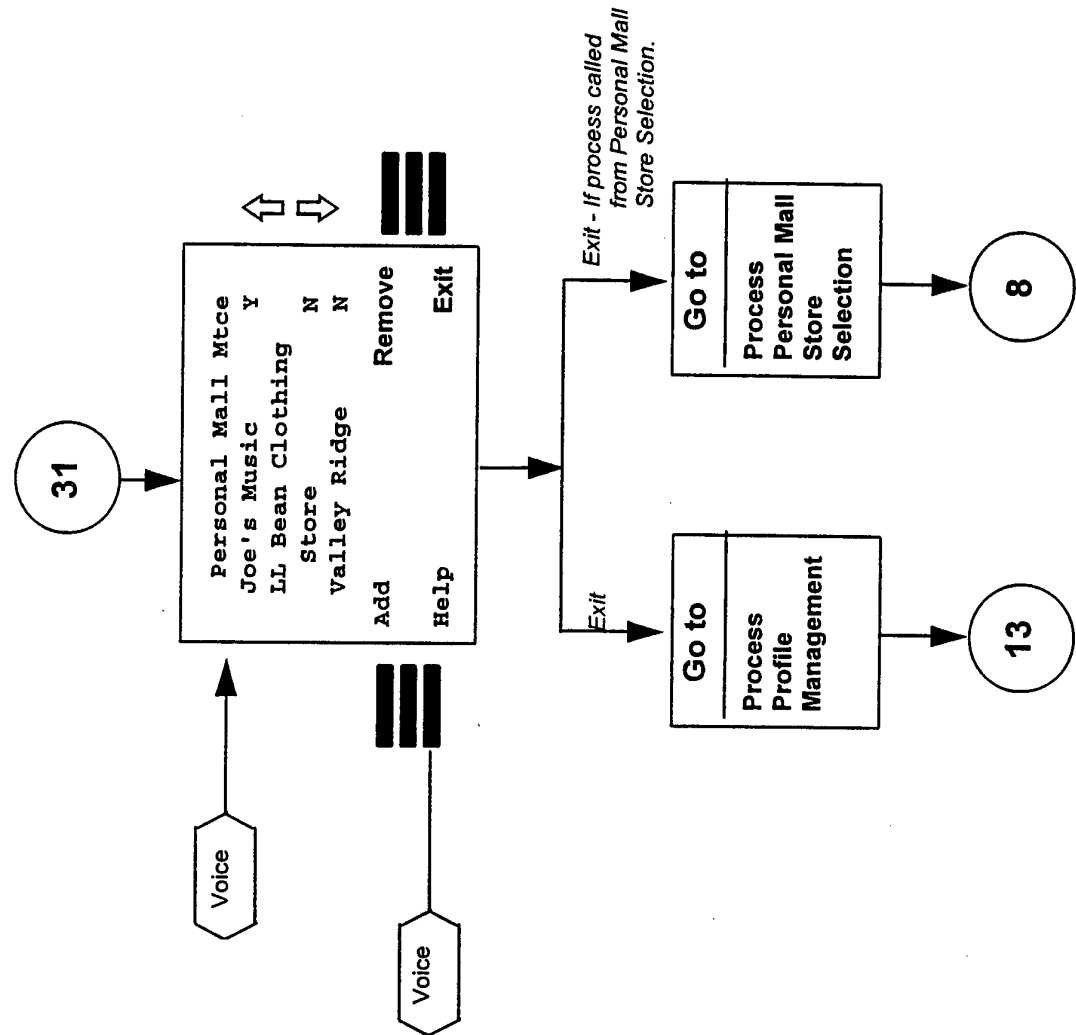 31
Voice
Personal Mall Mtce
Joe's Music Y
LL Bean Clothing
Store N
Valley Ridge N
Add Remove
Help Exit
Voice
Exit
Exit - If process called
from Personal Mall
Store Selection.
Go to
Process
Profile
Management
Go to
Process
Personal Mall
Store
Selection
13
8